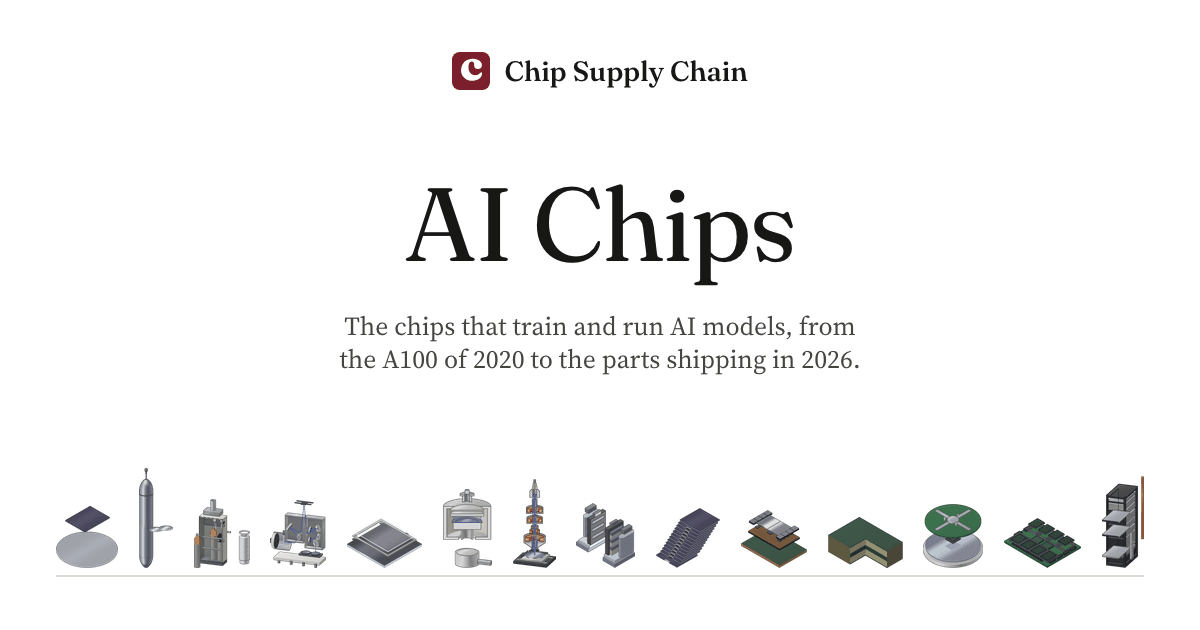 C Chip Supply Chain
AI Chips
The chips that train and run AI models, from
the A100 of 2020 to the parts shipping in 2026.